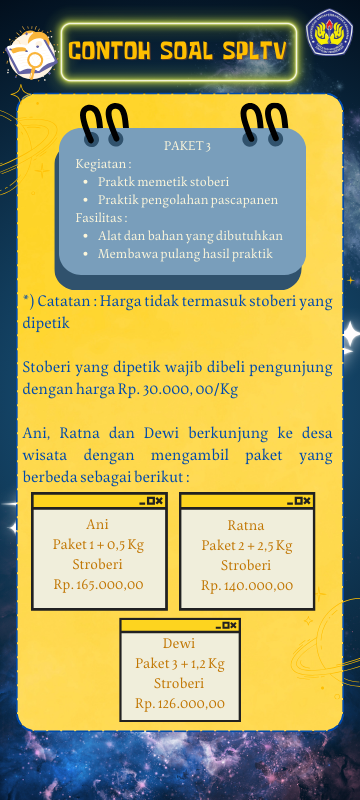 CONTOH SOAL SPLTV
PAKET 3
Kegiatan :
• Praktk memetik stoberi
• Praktik pengolahan pascapanen
Fasilitas :
• Alat dan bahan yang dibutuhkan
• Membawa pulang hasil praktik
*) Catatan : Harga tidak termasuk stoberi yang
dipetik
Stoberi yang dipetik wajib dibeli pengunjung
dengan harga Rp. 30.000, 00/Kg
Ani, Ratna dan Dewi berkunjung ke desa
wisata dengan mengambil paket yang
berbeda sebagai berikut :
Ani
Paket 1 + 0,5 Kg
Stroberi
Rp. 165.000,00
Ratna
Paket 2 + 2,5 Kg
Stroberi
Rp. 140.000,00
Dewi
Paket 3 + 1,2 Kg
Stroberi
Rp. 126.000,00